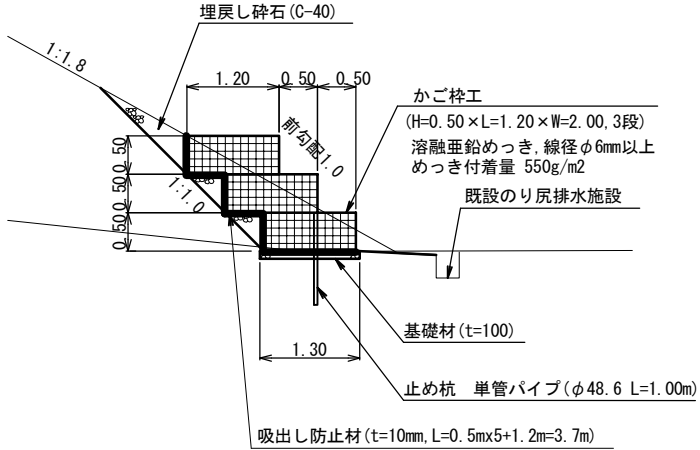 埋戻し砕石(C-40)
1:1.8
1.20
0.50
0.50
かご枠工
(H=0.50×L=1.20×W=2.00,3段)
溶融亜鉛めっき,線径φ6mm以上
めっき付着量 550g/m2
前勾配1.0
既設のり尻排水施設
0.50
0.50
0.50
1:1.0
基礎材(t=100)
1.30
止め杭 単管パイプ(φ48.6 L=1.00m)
吸出し防止材(t=10mm,L=0.5mx5+1.2m=3.7m)